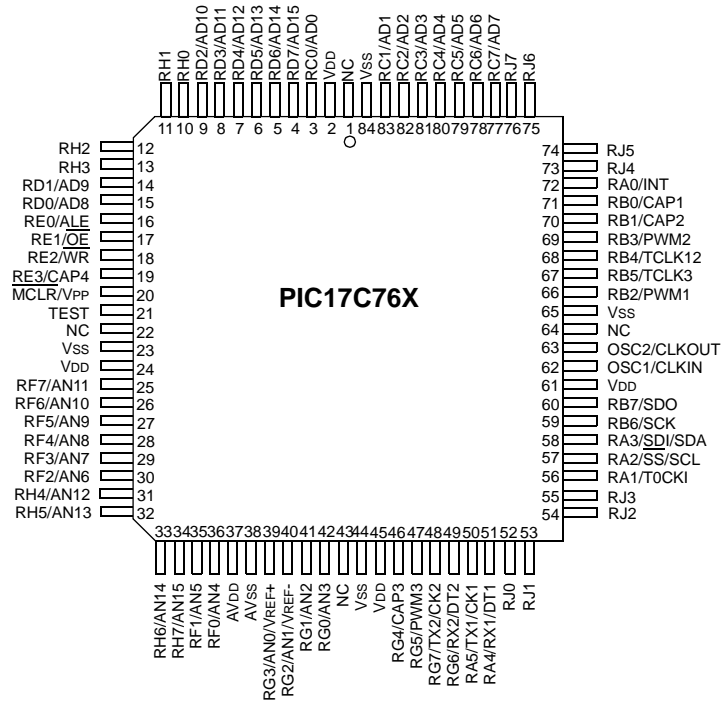 RH1
RH0
RD2/AD10
RD3/AD11
RD4/AD12
RD5/AD13
RD6/AD14
RD7/AD15
RC0/AD0
VDD
NC
VSS
RC1/AD1
RC2/AD2
RC3/AD3
RC4/AD4
RC5/AD5
RC6/AD6
RC7/AD7
RJ7
RJ6
11 10 9 8 7 6 5 4 3 2 1 84 83 82 81 80 79 78 77 76 75
RH2 12
RH3 13
RD1/AD9 14
RD0/AD8 15
RE0/ALE 16
RE1/OE 17
RE2/WR 18
RE3/CAP4 19
MCLR/VPP 20
TEST 21
NC 22
VSS 23
VDD 24
RF7/AN11 25
RF6/AN10 26
RF5/AN9 27
RF4/AN8 28
RF3/AN7 29
RF2/AN6 30
RH4/AN12 31
RH5/AN13 32
PIC17C76X
74 RJ5
73 RJ4
72 RA0/INT
71 RB0/CAP1
70 RB1/CAP2
69 RB3/PWM2
68 RB4/TCLK12
67 RB5/TCLK3
66 RB2/PWM1
65 VSS
64 NC
63 OSC2/CLKOUT
62 OSC1/CLKIN
61 VDD
60 RB7/SDO
59 RB6/SCK
58 RA3/SDI/SDA
57 RA2/SS/SCL
56 RA1/T0CKI
55 RJ3
54 RJ2
33 34 35 36 37 38 39 40 41 42 43 44 45 46 47 48 49 50 51 52 53
RH6/AN14
RH7/AN15
RF1/AN5
RF0/AN4
AVDD
AVSS
RG3/AN0/VREF+
RG2/AN1/VREF-
RG1/AN2
RG0/AN3
NC
VSS
VDD
RG4/CAP3
RG5/PWM3
RG7/TX2/CK2
RG6/RX2/DT2
RA5/TX1/CK1
RA4/RX1/DT1
RJ0
RJ1